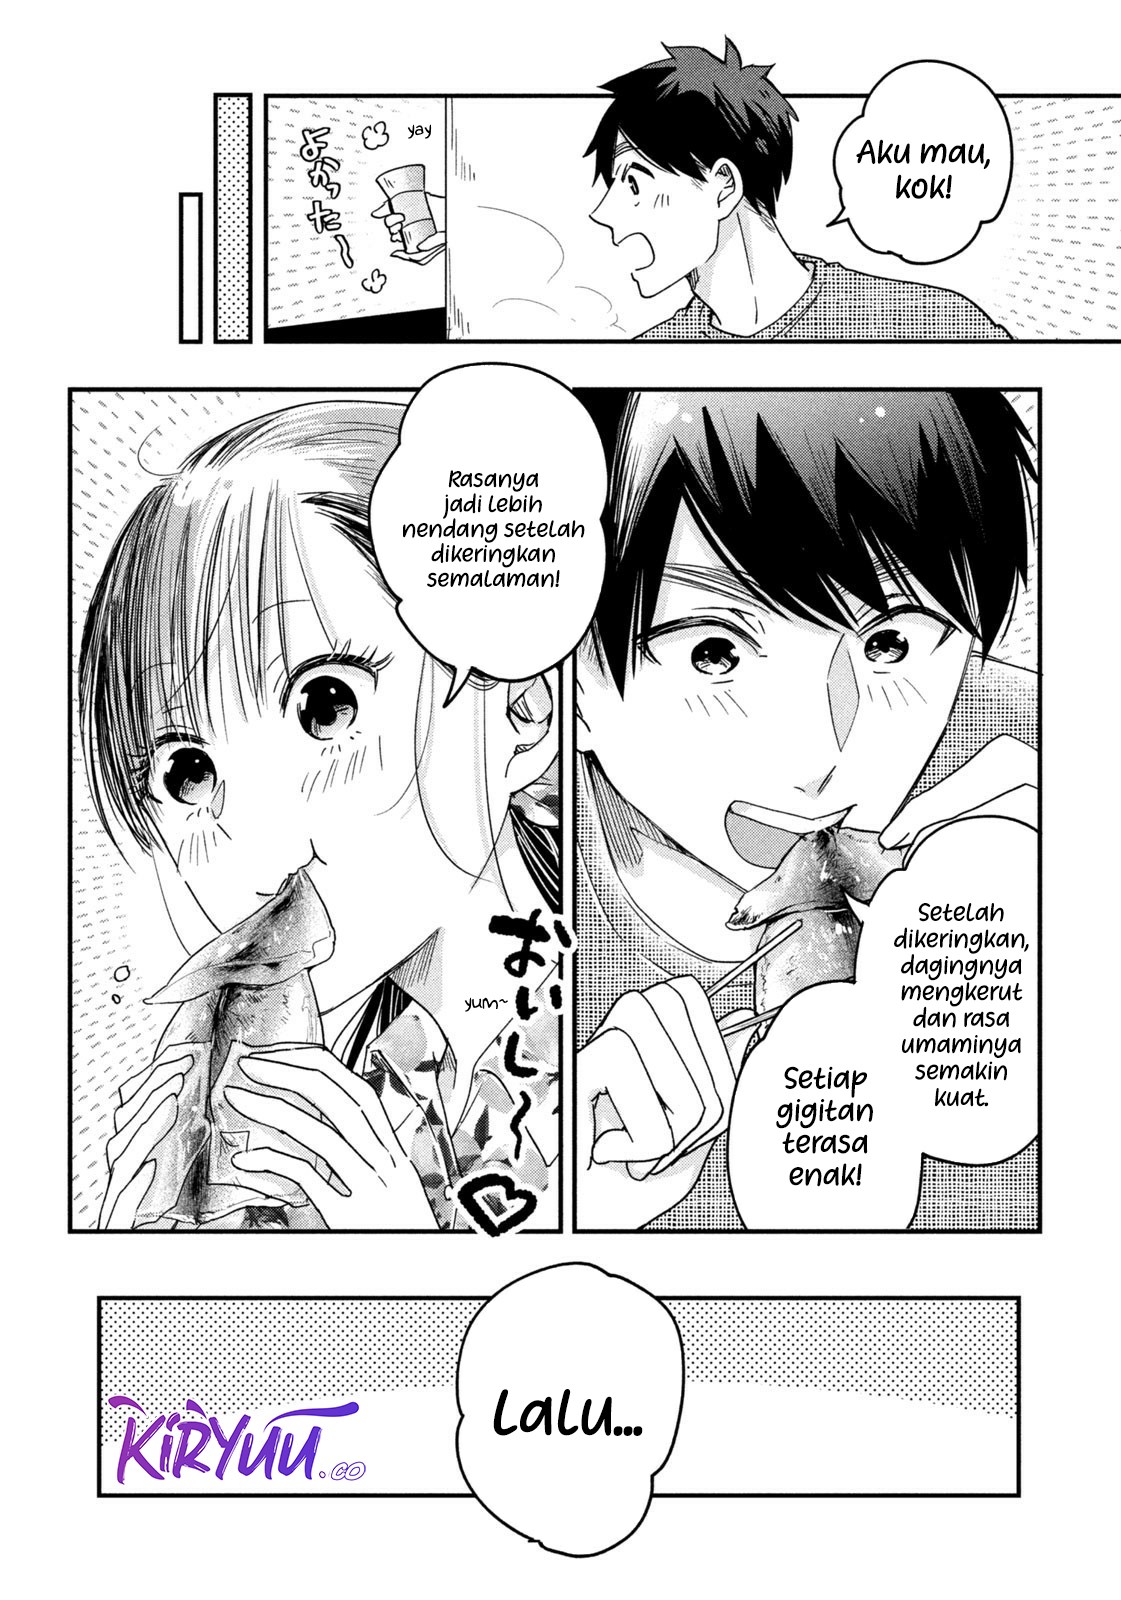 Aku mau,
kok!
yay
よかった〜
Setelah
dikeringkan,
dagingnya
mengkerut
dan rasa
umaminya
semakin
kuat.
Setiap
gigitan
terasa
enak!
Rasanya
jadi lebih
nendang setelah
dikeringkan
semalaman!
おいし〜♡
yum~
Lalu...
KIRYUU.CO